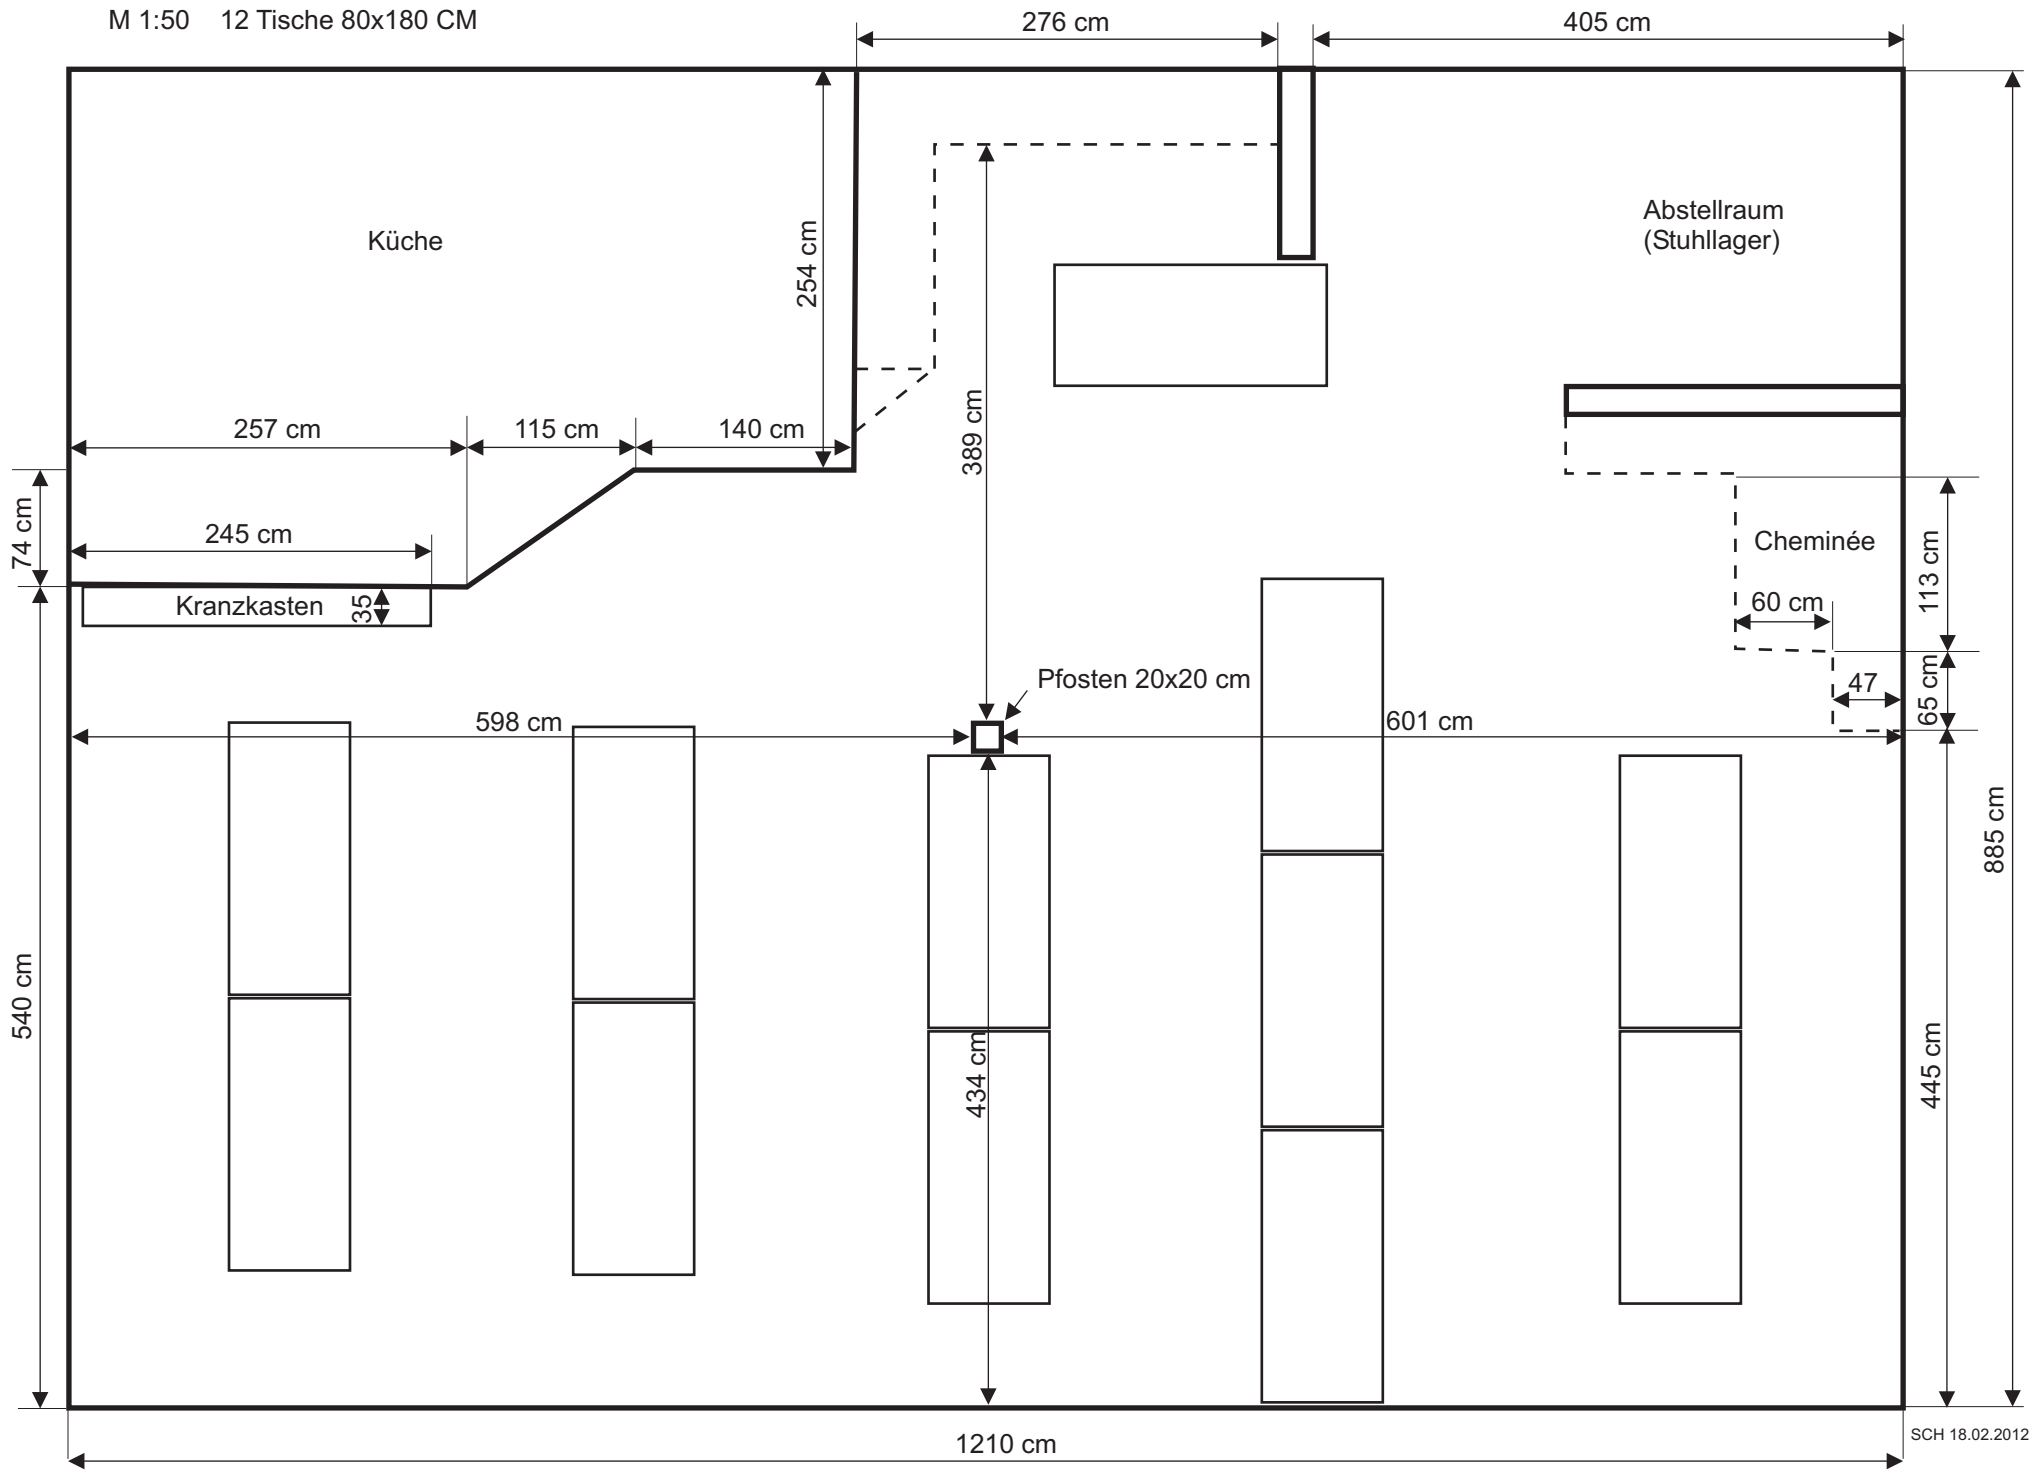 M 1:50 12 Tische 80x180 CM
276 cm
405 cm
Küche
254 cm
Abstellraum
(Stuhllager)
389 cm
257 cm
115 cm
140 cm
74 cm
245 cm
Kranzkasten
35
Cheminée
113 cm
60 cm
65 cm
47
Pfosten 20x20 cm
598 cm
601 cm
885 cm
540 cm
434 cm
445 cm
1210 cm
SCH 18.02.2012